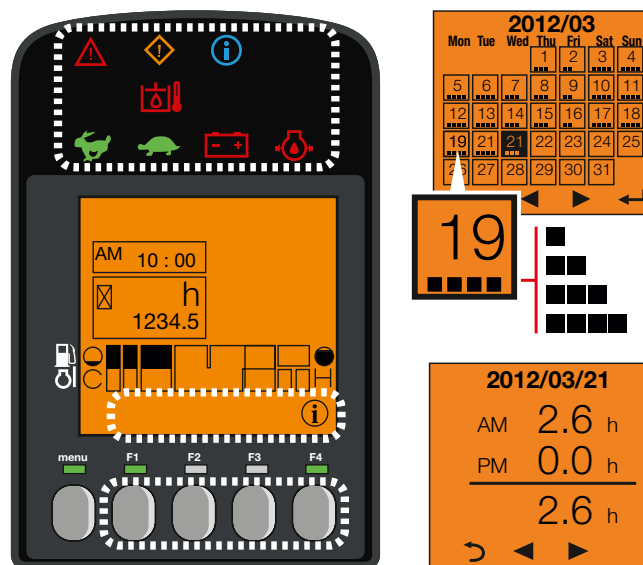 AM 10 : 00
h
1234.5
C H
i
menu F1 F2 F3 F4
2012/03
Mon Tue Wed Thu Fri Sat Sun
1 2 3 4
5 6 7 8 9 10 11
12 13 14 15 16 17 18
19 21 21 22 23 24 25
26 27 28 29 30 31
19
2012/03/21
AM 2.6 h
PM 0.0 h
2.6 h